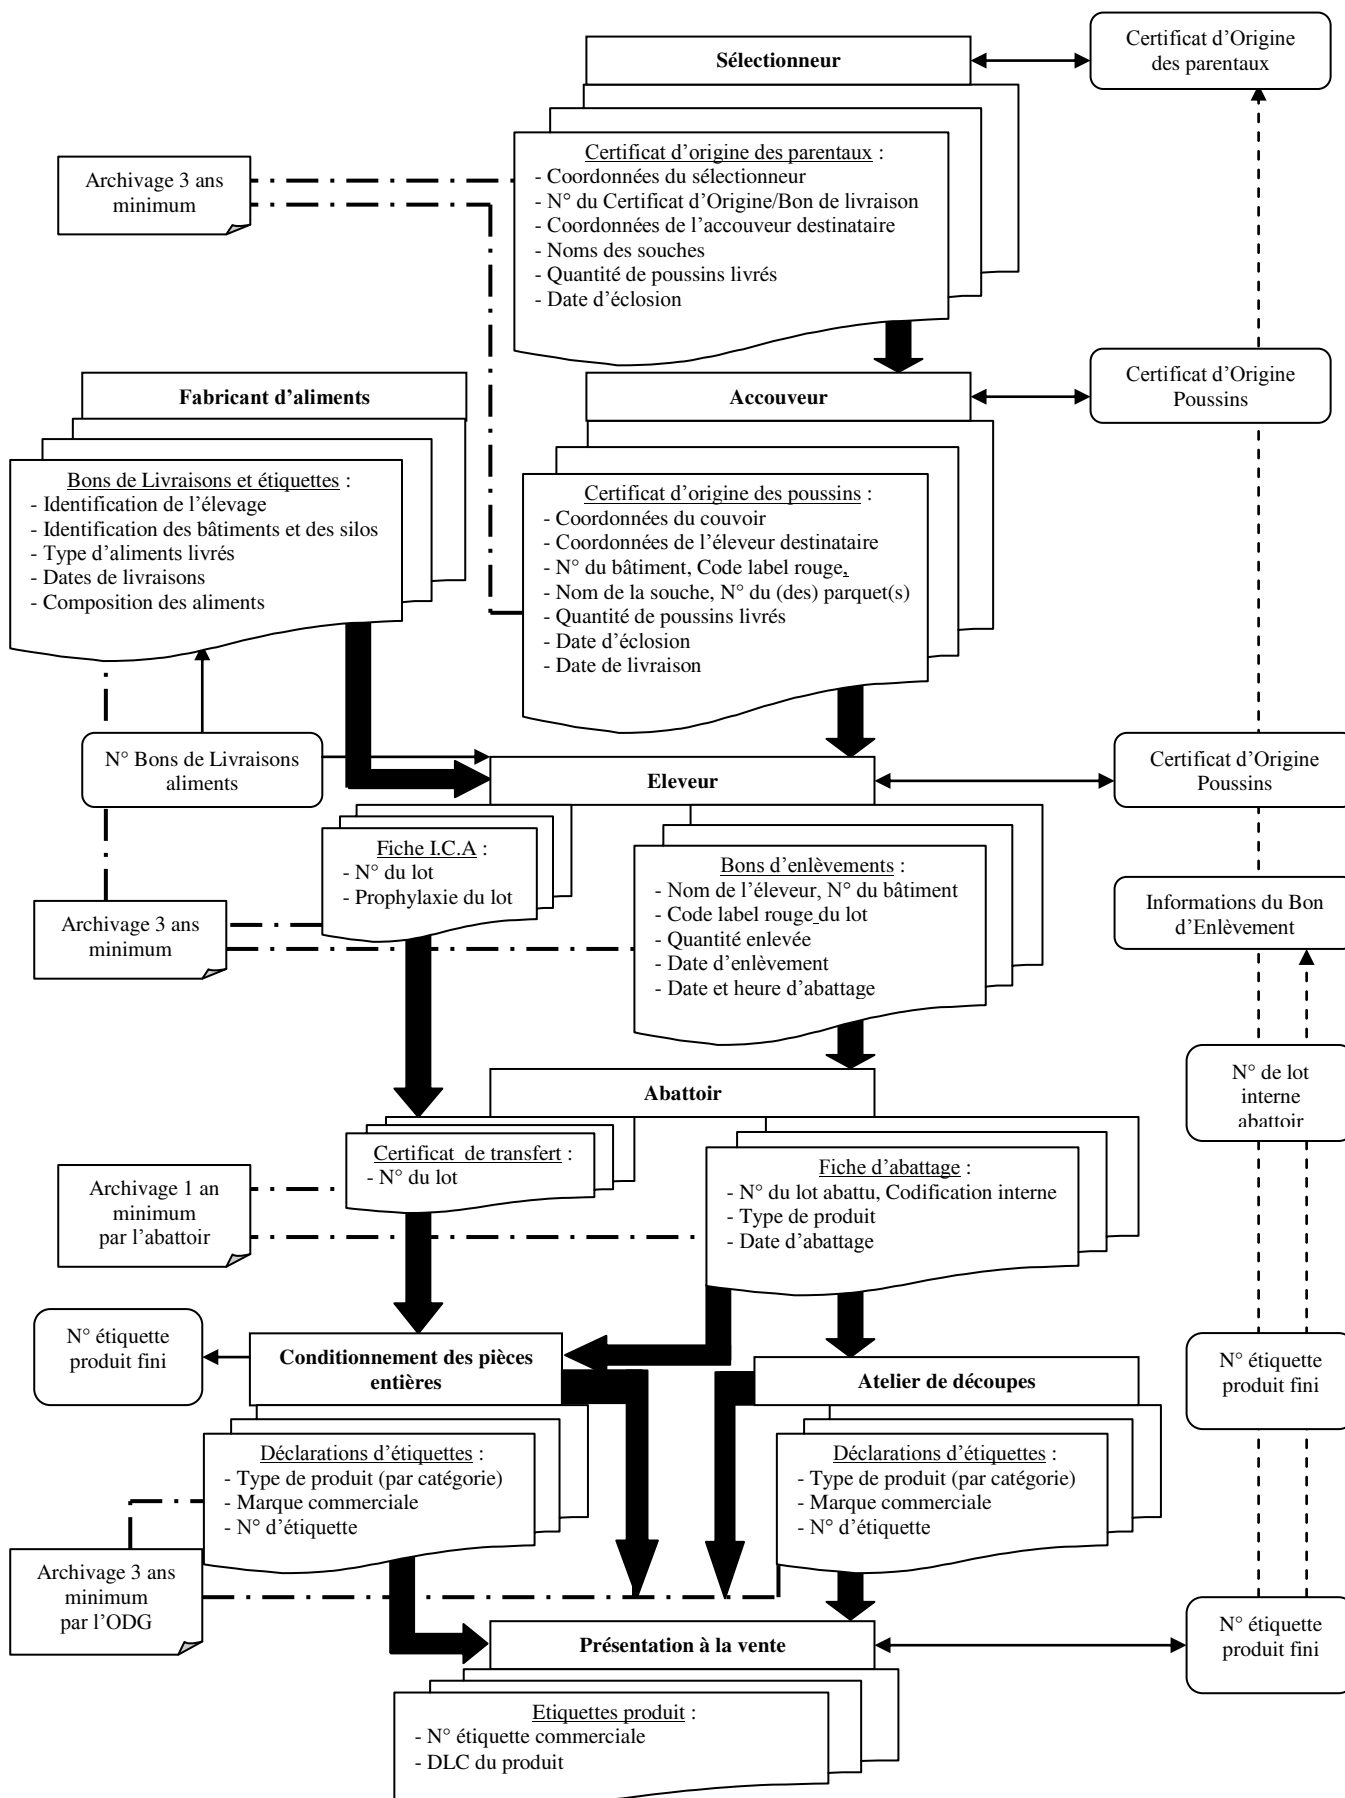 Sélectionneur
Certificat d'Origine
des parentaux
Certificat d'origine des parentaux :
- Coordonnées du sélectionneur
- N° du Certificat d'Origine/Bon de livraison
- Coordonnées de l'accouveur destinataire
- Noms des souches
- Quantité de poussins livrés
- Date d'éclosion
Archivage 3 ans
minimum
Fabricant d'aliments
Accouveur
Certificat d'Origine
Poussins
Bons de Livraisons et étiquettes :
- Identification de l'élevage
- Identification des bâtiments et des silos
- Type d'aliments livrés
- Dates de livraisons
- Composition des aliments
Certificat d'origine des poussins :
- Coordonnées du couvoir
- Coordonnées de l'éleveur destinataire
- N° du bâtiment, Code label rouge,
- Nom de la souche, N° du (des) parquet(s)
- Quantité de poussins livrés
- Date d'éclosion
- Date de livraison
N° Bons de Livraisons
aliments
Eleveur
Certificat d'Origine
Poussins
Fiche I.C.A :
- N° du lot
- Prophylaxie du lot
Bons d'enlèvements :
- Nom de l'éleveur, N° du bâtiment
- Code label rouge du lot
- Quantité enlevée
- Date d'enlèvement
- Date et heure d'abattage
Informations du Bon
d'Enlèvement
Archivage 3 ans
minimum
Abattoir
N° de lot
interne
abattoir
Certificat de transfert :
- N° du lot
Fiche d'abattage :
- N° du lot abattu, Codification interne
- Type de produit
- Date d'abattage
Archivage 1 an
minimum
par l'abattoir
N° étiquette
produit fini
Conditionnement des pièces
entières
Atelier de découpes
N° étiquette
produit fini
Déclarations d'étiquettes :
- Type de produit (par catégorie)
- Marque commerciale
- N° d'étiquette
Déclarations d'étiquettes :
- Type de produit (par catégorie)
- Marque commerciale
- N° d'étiquette
Archivage 3 ans
minimum
par l'ODG
Présentation à la vente
N° étiquette
produit fini
Etiquettes produit :
- N° étiquette commerciale
- DLC du produit